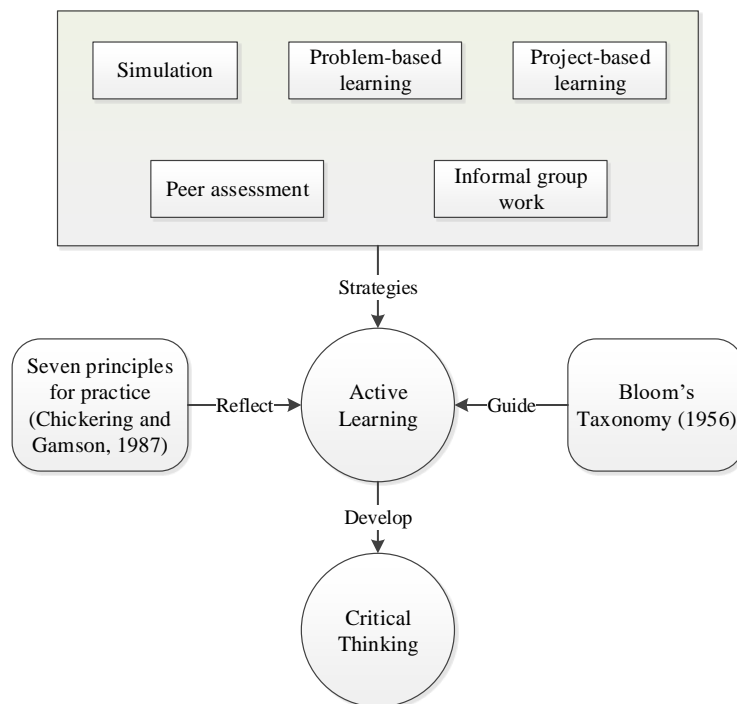 Simulation
Problem-based
learning
Project-based
learning
Peer assessment
Informal group
work
Strategies
Seven principles
for practice
(Chickering and
Gamson, 1987)
Reflect
Active
Learning
Guide
Bloom’s
Taxonomy (1956)
Develop
Critical
Thinking